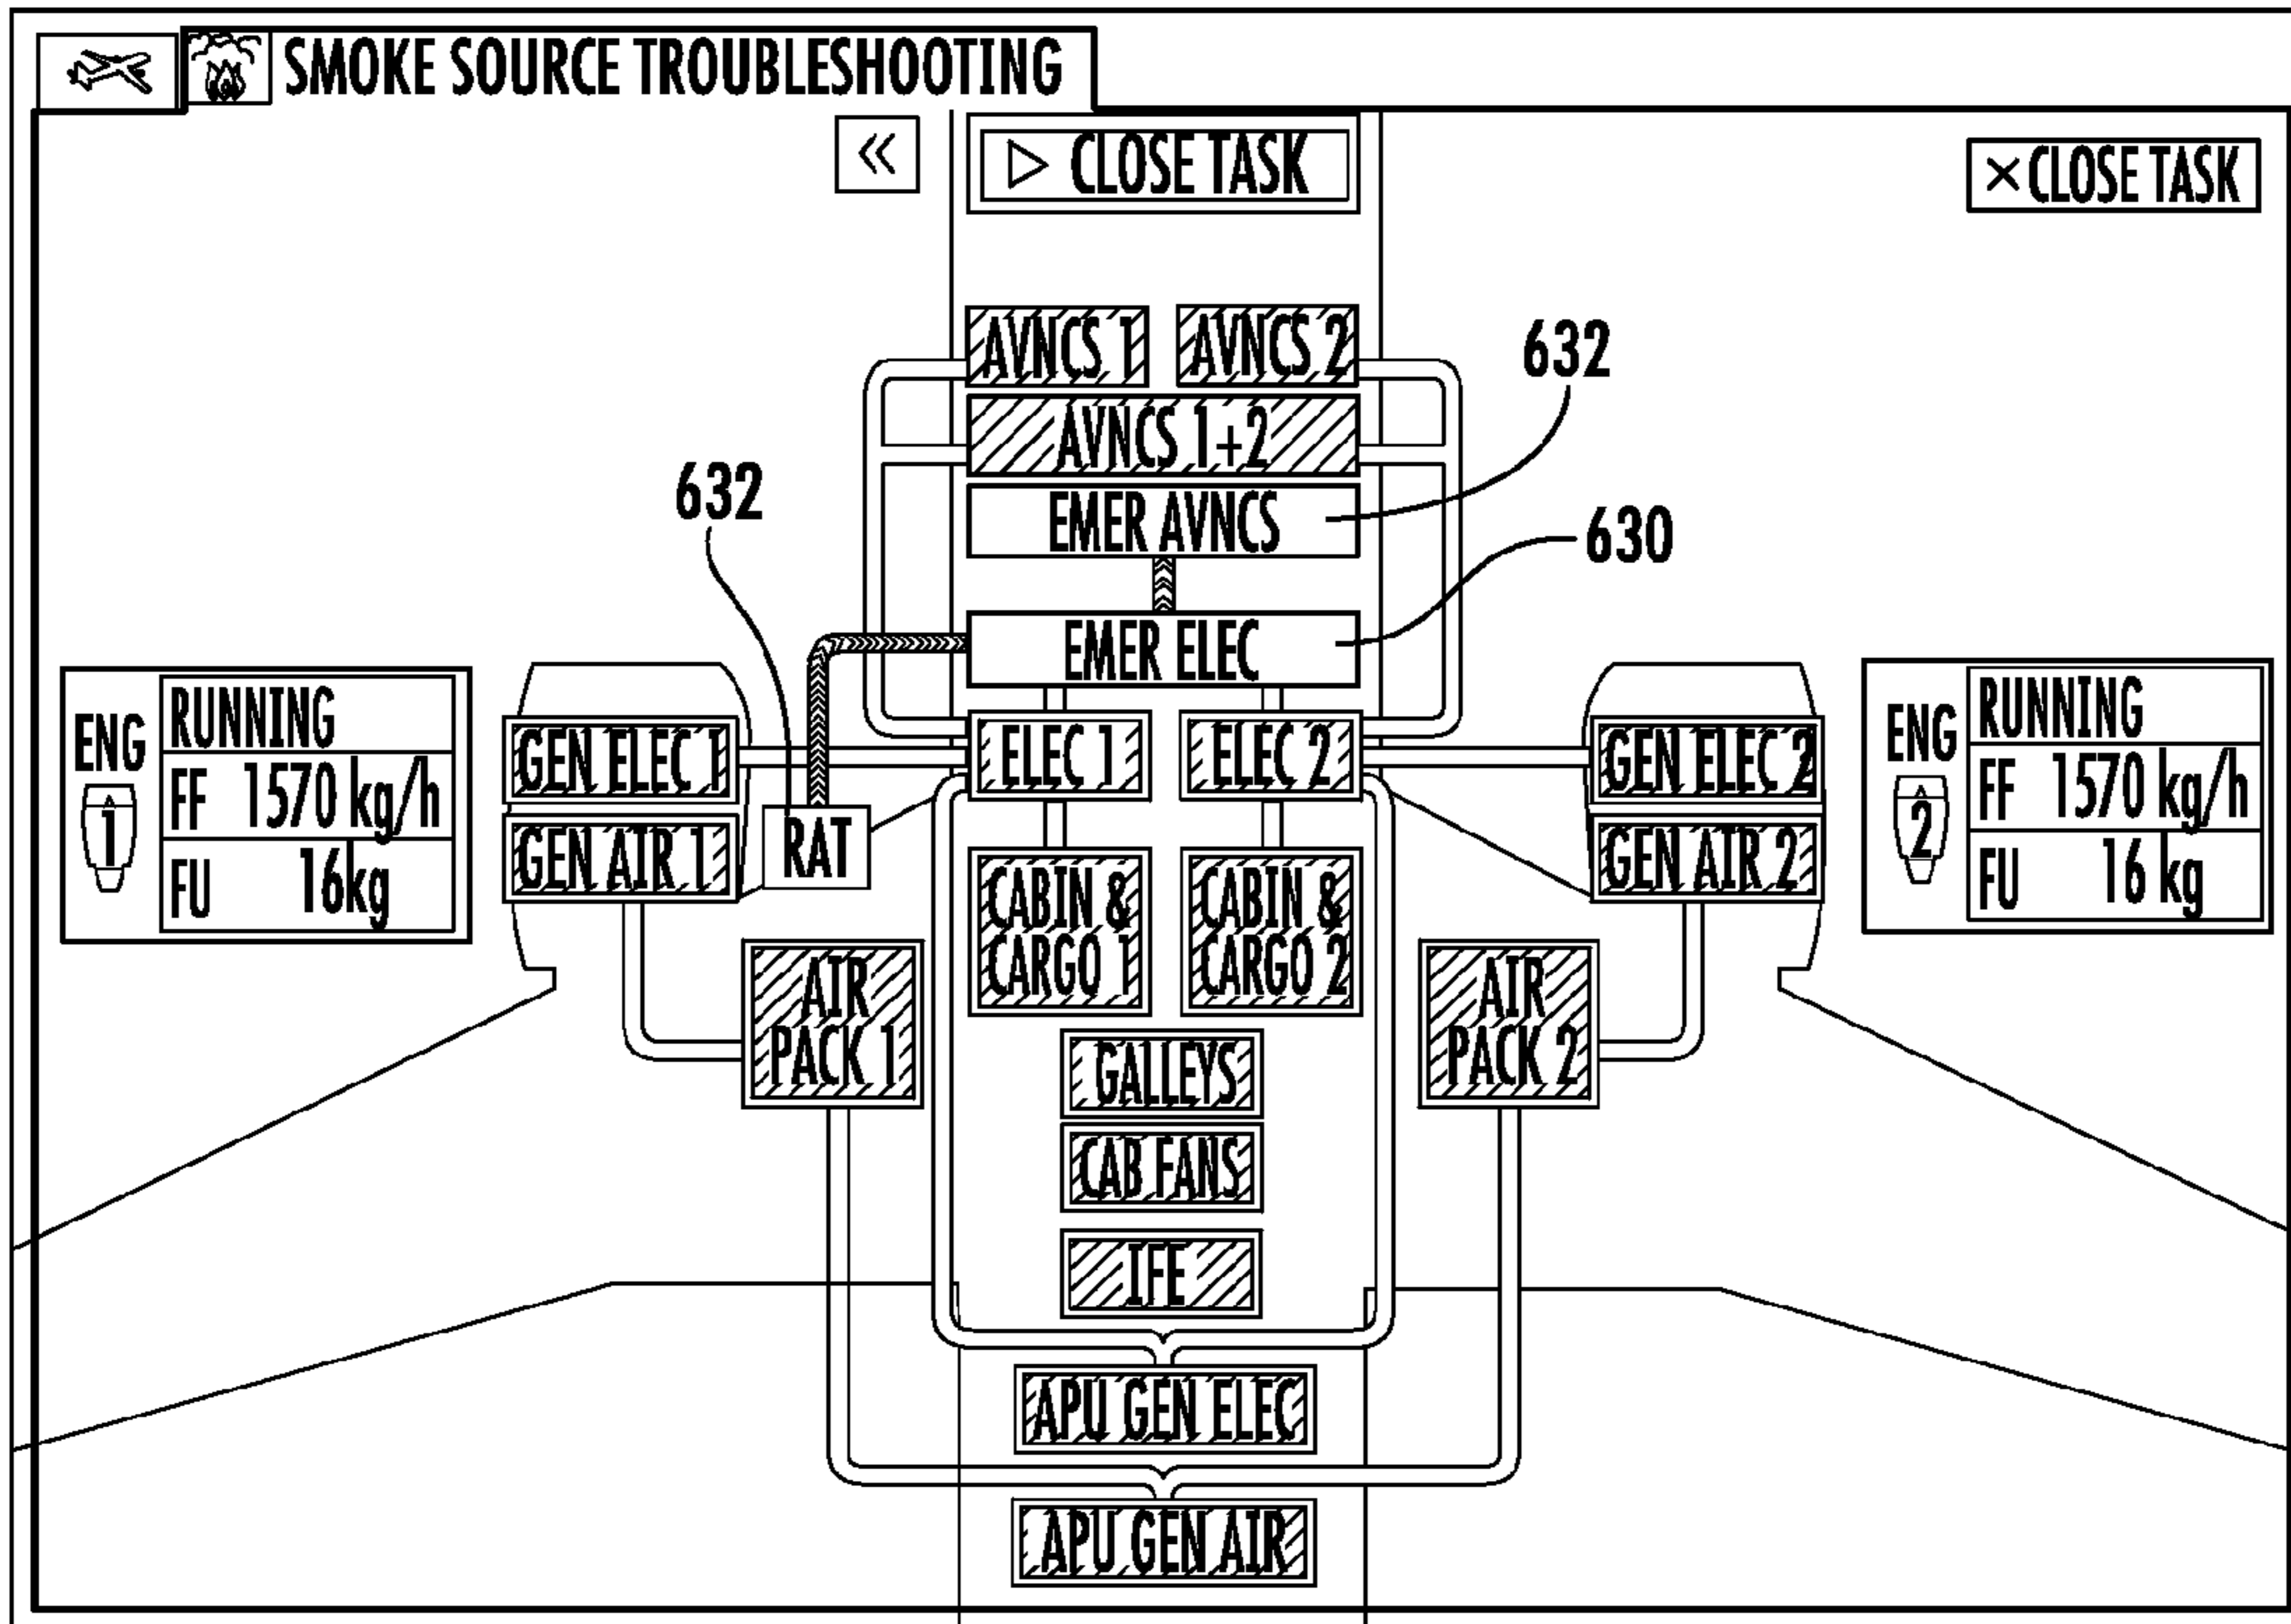 SMOKE SOURCE TROUBLESHOOTING
«
▷ CLOSE TASK
×CLOSE TASK
AVNCS 1
AVNCS 2
632
AVNCS 1+2
632
EMER AVNCS
630
EMER ELEC
ENG
1
RUNNING
FF 1570 kg/h
FU 16kg
GEN ELEC 1
GEN AIR 1
RAT
ELEC 1
ELEC 2
GEN ELEC 2
GEN AIR 2
ENG
2
RUNNING
FF 1570 kg/h
FU 16 kg
CABIN &
CARGO 1
CABIN &
CARGO 2
AIR
PACK 1
AIR
PACK 2
GALLEYS
CAB FANS
IFE
APU GEN ELEC
APU GEN AIR